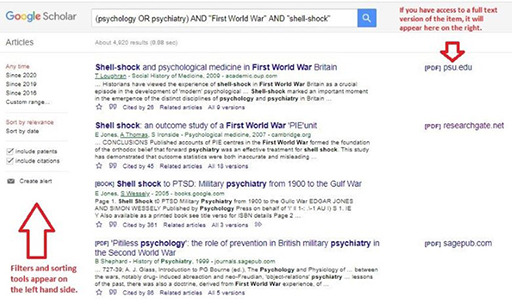 Google Scholar
(psychology OR psychiatry) AND "First World War" AND "shell-shock"
If you have access to a full text
version of the item, it will
appear here on the right.
Articles
About 4,920 results (0.08 sec)
Any time
Since 2020
Since 2019
Since 2016
Custom range...
Sort by relevance
Sort by date
include patents
include citations
Create alert
Filters and sorting
tools appear on
the left hand side.
Shell-shock and psychological medicine in First World War Britain
T Loughran - Social History of Medicine, 2009 - academic.oup.com
... Historians have viewed the experience of shell-shock in First World War Britain as a crucial
episode in the development of 'modern' psychological ... Shell-shock marked an important moment
in the emergence of the distinct disciplines of psychology and psychiatry in Britain ...
Cited by 26 Related articles All 9 versions
[PDF] psu.edu
Shell shock: an outcome study of a First World War 'PIE'unit
E Jones, A Thomas, S Ironside - Psychological medicine, 2007 - cambridge.org
... CONCLUSIONS Published accounts of PIE centres in the First World War formed the foundation
of the orthodox belief that forward psychiatry was an effective treatment for shell shock. This study
has demonstrated that outcome statistics were both inaccurate and misleading ...
Cited by 45 Related articles All 18 versions
[PDF] researchgate.net
[BOOK] Shell shock to PTSD: Military psychiatry from 1900 to the Gulf War
E Jones, S Wessely - 2005 - books.google.com
Page 1. Shell Shock to PTSD Military Psychiatry from 1900 to the Gulf War EDGAR JONES
AND SIMON WESSELY Published by Psychology Press on behalf of
Y Also available as a printed book see title verso for ISBN details Page 2. ...
Cited by 361 Related articles All 3 versions
[PDF] "Pitiless psychology": the role of prevention in British military psychiatry in
the Second World War
B Shephard - History of Psychiatry, 1999 - journals.sagepub.com
... 727-39; A. J. Glass, Introduction to PG Bourne (ed.), The Psychology and Physiology of ... between
the wars, notably drug-induced abreaction and neo-Freudian, 'object-relations' psychiatry ... lessons
of the past, there was also a doctrine, derived from First World War experience, of ...
Cited by 86 Related articles All 5 versions
[PDF] sagepub.com